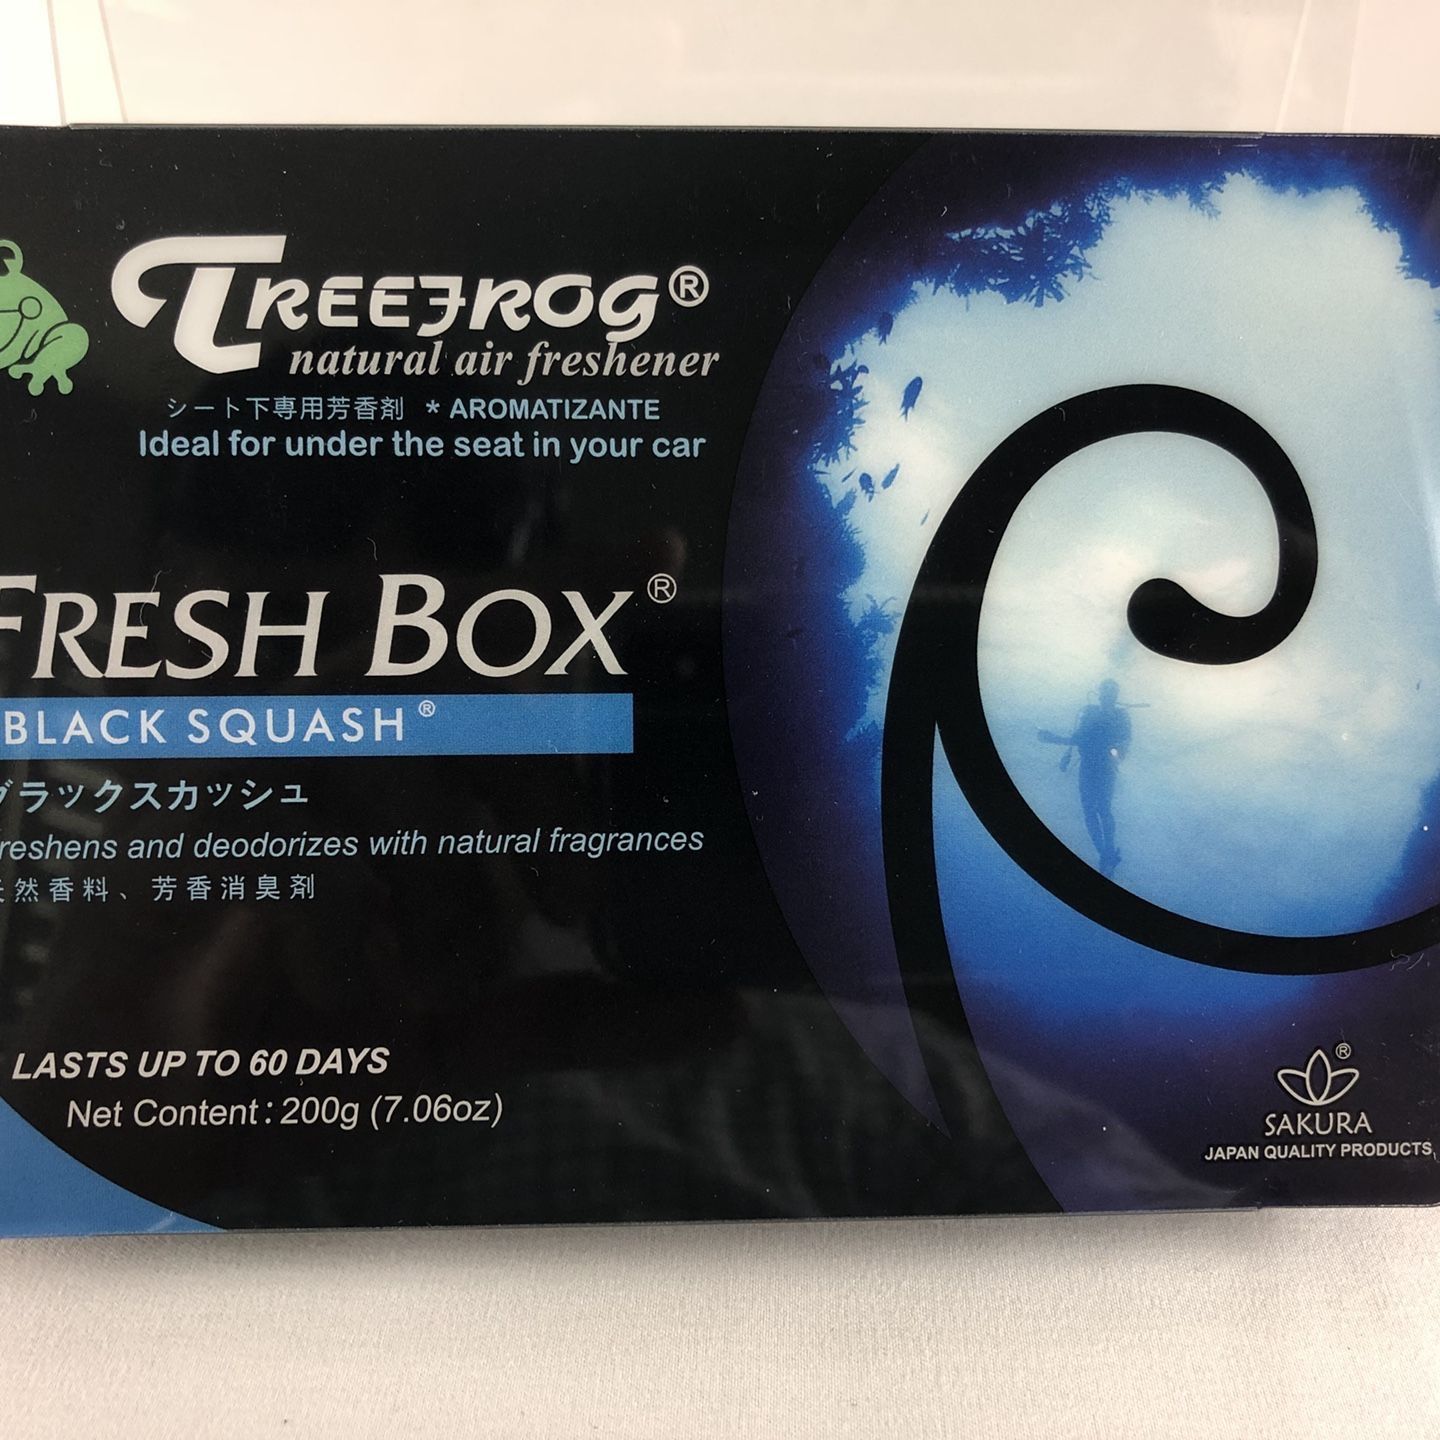 TREEFROG®
natural air freshener
シート下専用芳香剤 * AROMATIZANTE
Ideal for under the seat in your car
FRESH BOX®
BLACK SQUASH®
ブラックスカッシュ
freshens and deodorizes with natural fragrances
天然香料、芳香消臭剤
LASTS UP TO 60 DAYS
Net Content: 200g (7.06oz)
®
SAKURA
JAPAN QUALITY PRODUCTS